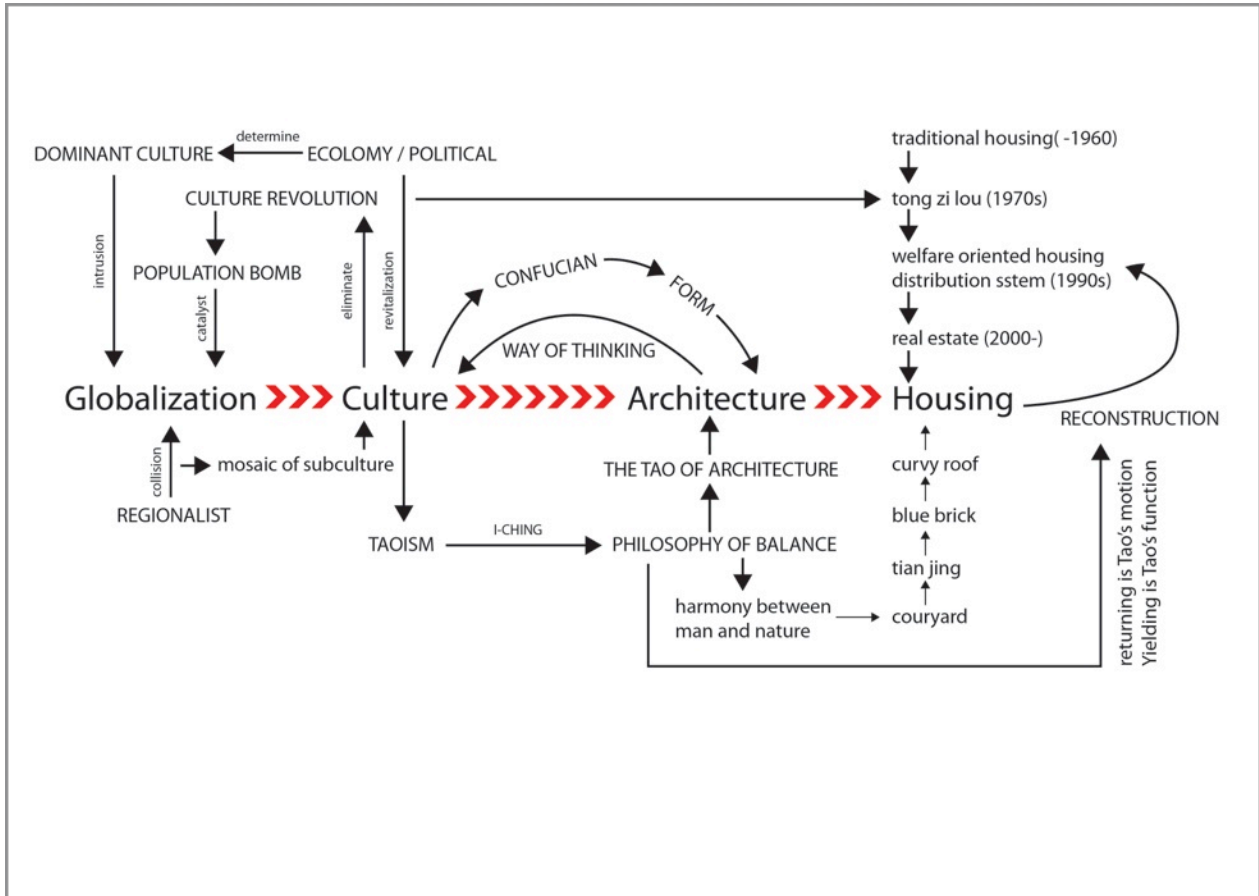 determine
DOMINANT CULTURE
ECOLOMY / POLITICAL
traditional housing( -1960)
CULTURE REVOLUTION
tong zi lou (1970s)
intrusion
POPULATION BOMB
catalyst
eliminate
revitalization
CONFUCIAN
FORM
welfare oriented housing
distribution sstem (1990s)
WAY OF THINKING
real estate (2000-)
Globalization
Culture
Architecture
Housing
RECONSTRUCTION
collision
mosaic of subculture
THE TAO OF ARCHITECTURE
curvy roof
REGIONALIST
blue brick
TAOISM
I-CHING
PHILOSOPHY OF BALANCE
tian jing
harmony between
man and nature
couryard
returning is Tao's motion
Yielding is Tao's function